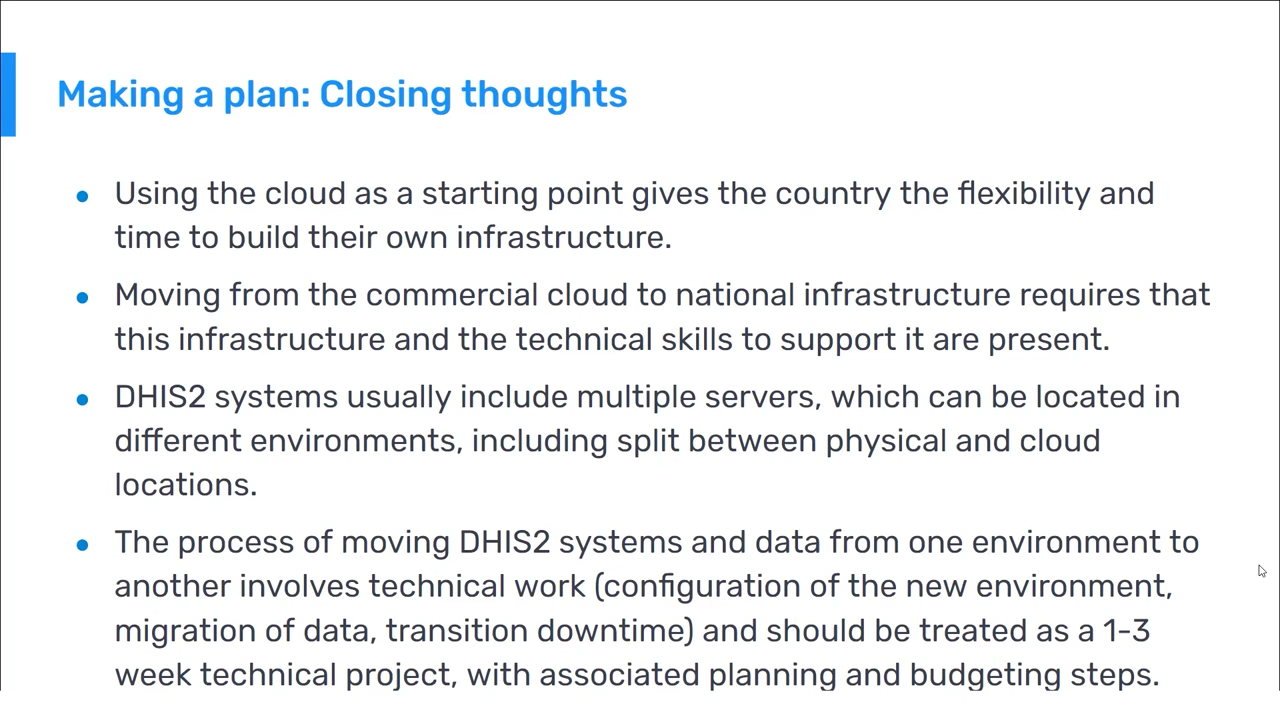 Making a plan: Closing thoughts
• Using the cloud as a starting point gives the country the flexibility and
time to build their own infrastructure.
• Moving from the commercial cloud to national infrastructure requires that
this infrastructure and the technical skills to support it are present.
• DHIS2 systems usually include multiple servers, which can be located in
different environments, including split between physical and cloud
locations.
• The process of moving DHIS2 systems and data from one environment to
another involves technical work (configuration of the new environment,
migration of data, transition downtime) and should be treated as a 1-3
week technical project, with associated planning and budgeting steps.